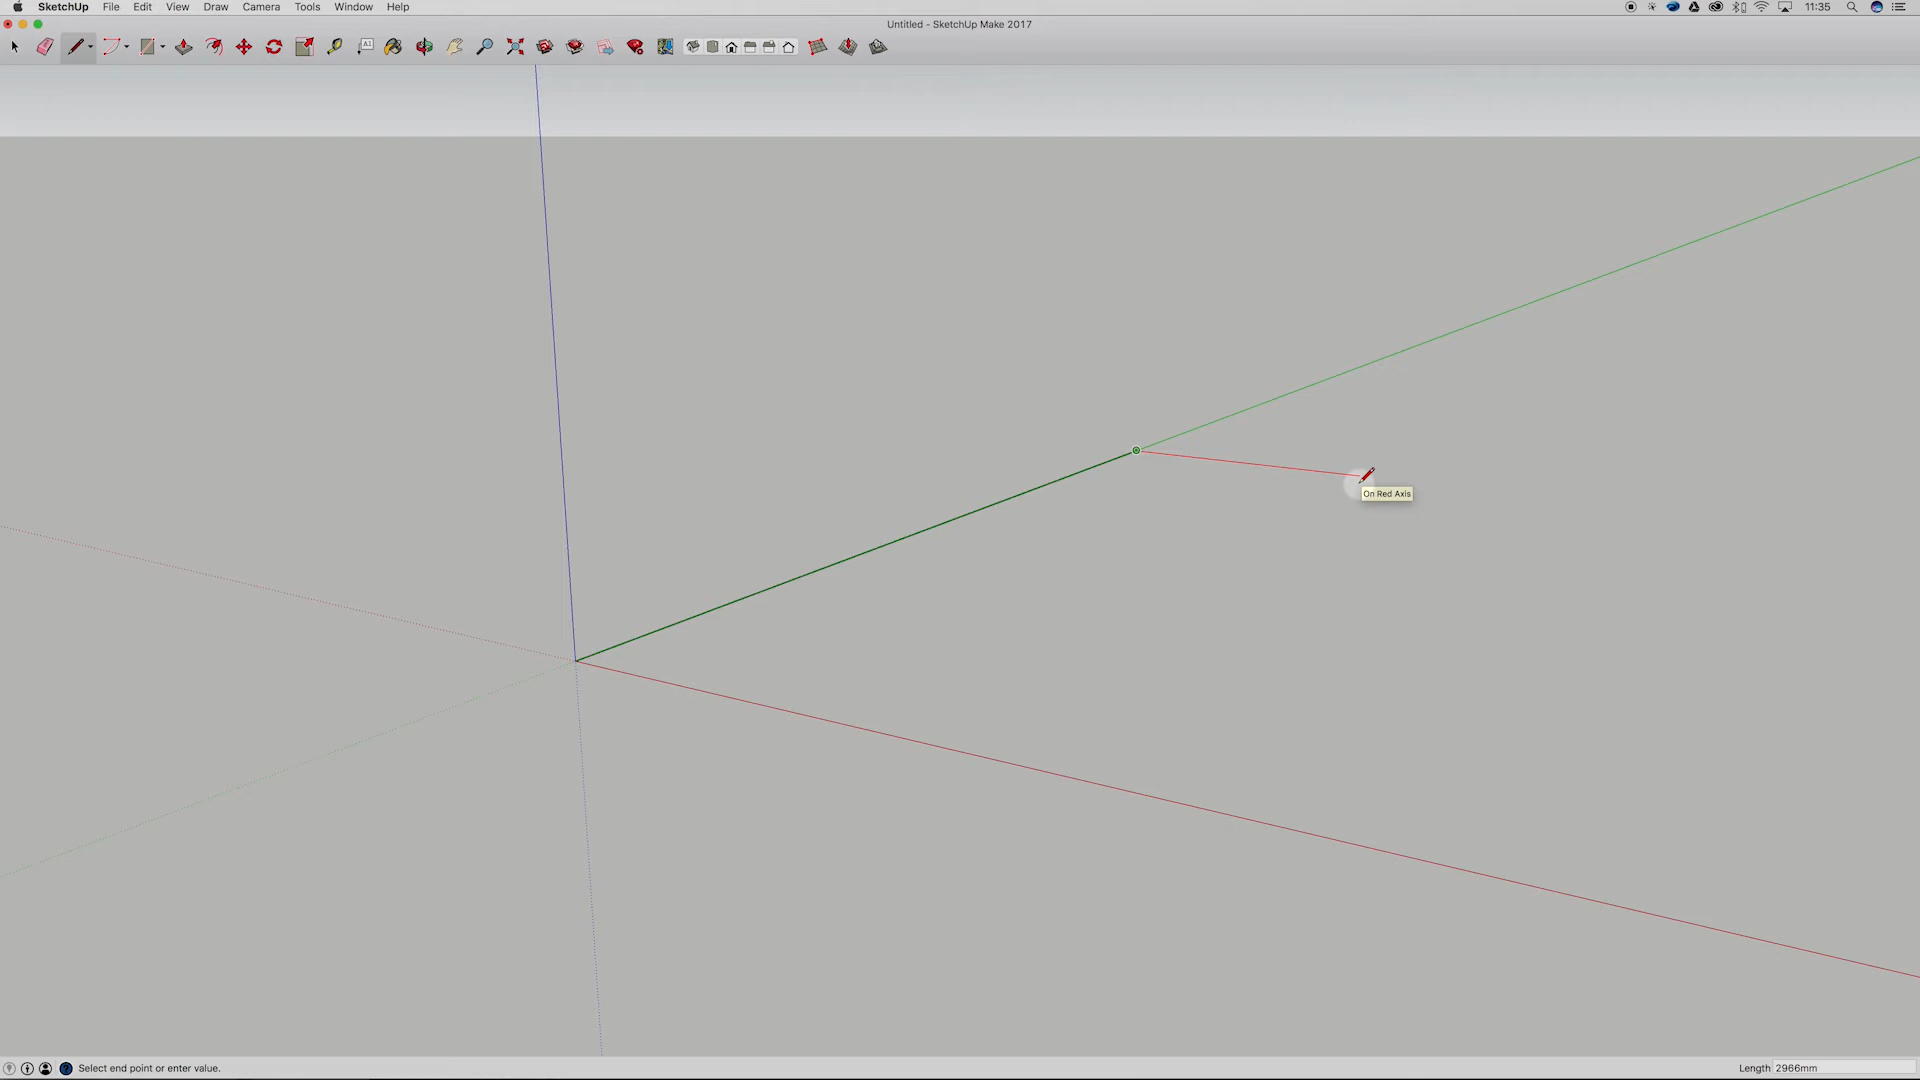 SketchUp File Edit View Draw Camera Tools Window Help 11:35
Untitled - SketchUp Make 2017
A1
On Red Axis
Select end point or enter value. Length 2966mm